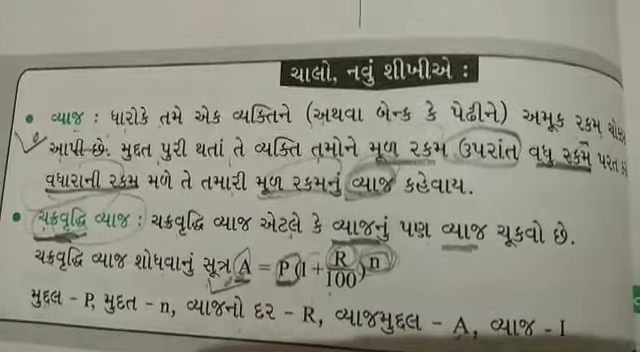 ચાલો, નવું શીખીએ :
• વ્યાજ : ધારોકે તમે એક વ્યક્તિને (અથવા બેન્ક કે પેઢીને) અમૂક રકમ
આપી છે. મુદ્દત પુરી થતાં તે વ્યક્તિ તમોને મૂળ રકમ ઉપરાંત વધુ રકમ પરત
વધારાની રકમ મળે તે તમારી મૂળ રકમનું વ્યાજ કહેવાય.
• ચક્રવૃદ્ધિ વ્યાજ : ચક્રવૃદ્ધિ વ્યાજ એટલે કે વ્યાજનું પણ વ્યાજ ચૂકવો છે.
ચક્રવૃદ્ધિ વ્યાજ શોધવાનું સૂત્ર A = P(1+R/100)^n
મુદ્દલ - P, મુદત - n, વ્યાજનો દર - R, વ્યાજમુદ્દલ - A, વ્યાજ - I